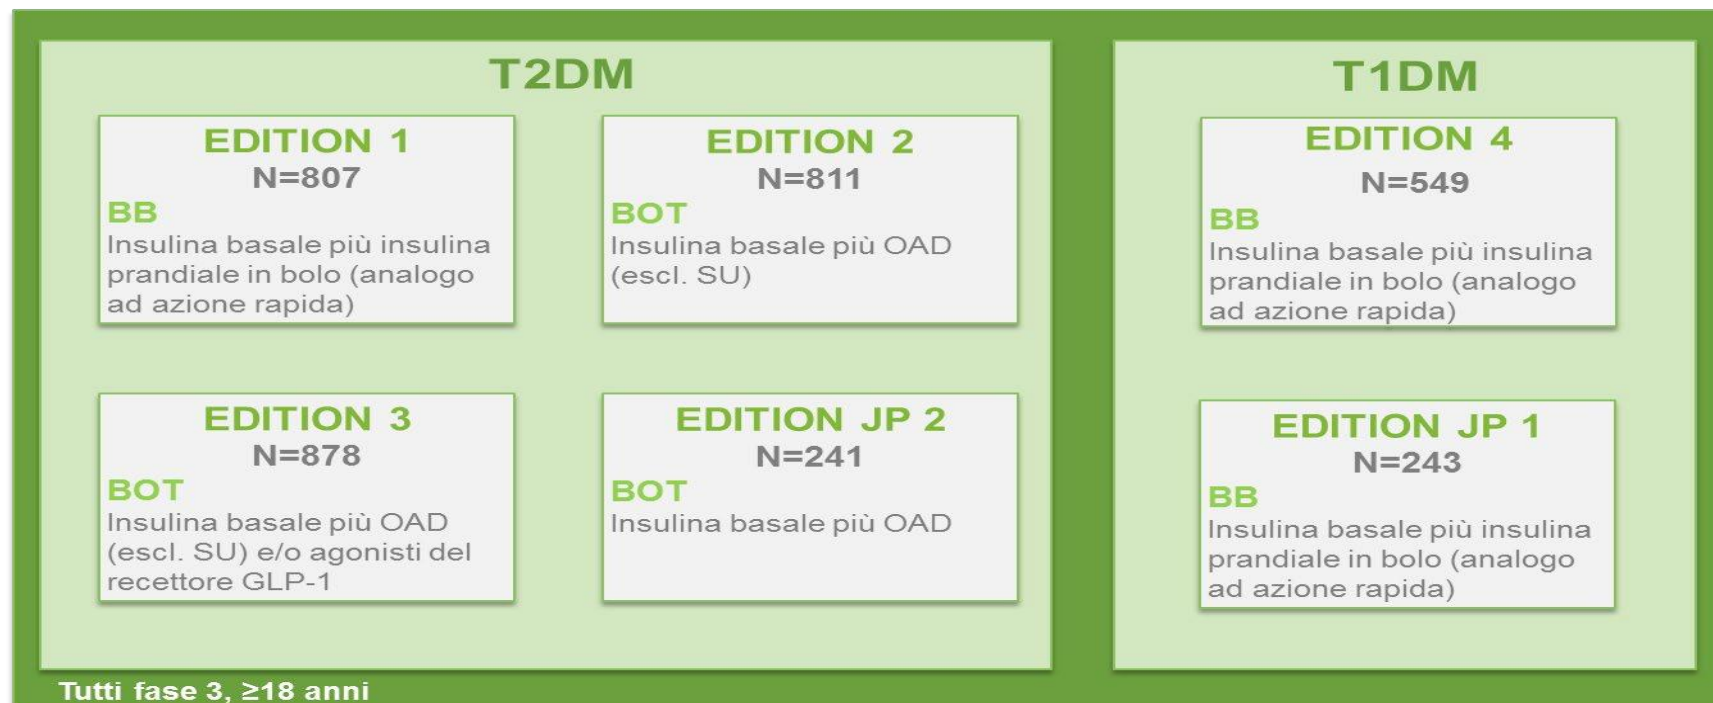 T2DM
EDITION 1
N=807
BB
Insulina basale più insulina
prandiale in bolo (analogo
ad azione rapida)
EDITION 2
N=811
BOT
Insulina basale più OAD
(escl. SU)
EDITION 3
N=878
BOT
Insulina basale più OAD
(escl. SU) e/o agonisti del
recettore GLP-1
EDITION JP 2
N=241
BOT
Insulina basale più OAD
T1DM
EDITION 4
N=549
BB
Insulina basale più insulina
prandiale in bolo (analogo
ad azione rapida)
EDITION JP 1
N=243
BB
Insulina basale più insulina
prandiale in bolo (analogo
ad azione rapida)
Tutti fase 3, ≥18 anni